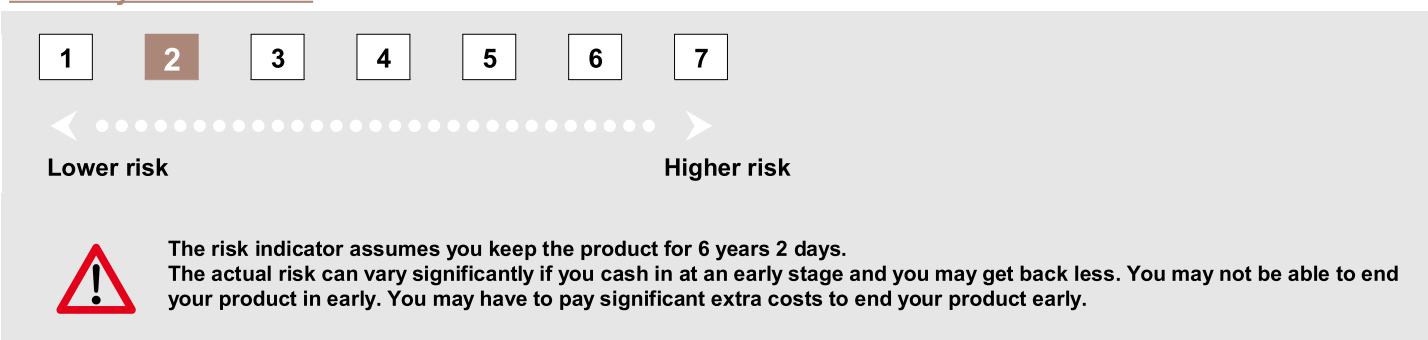 1 2 3 4 5 6 7
Lower risk Higher risk
The risk indicator assumes you keep the product for 6 years 2 days.
The actual risk can vary significantly if you cash in at an early stage and you may get back less. You may not be able to end
your product in early. You may have to pay significant extra costs to end your product early.